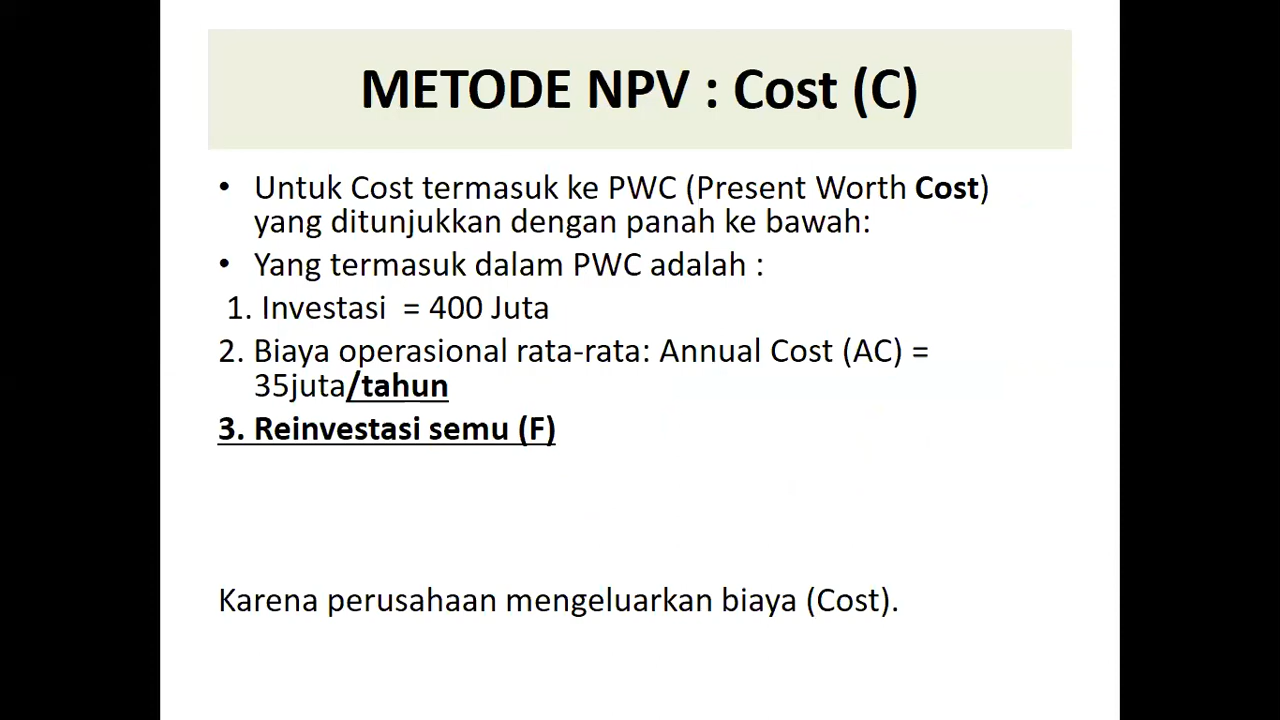 METODE NPV : Cost (C)
• Untuk Cost termasuk ke PWC (Present Worth Cost)
yang ditunjukkan dengan panah ke bawah:
• Yang termasuk dalam PWC adalah :
1. Investasi = 400 Juta
2. Biaya operasional rata-rata: Annual Cost (AC) =
35juta/tahun
3. Reinvestasi semu (F)
Karena perusahaan mengeluarkan biaya (Cost).